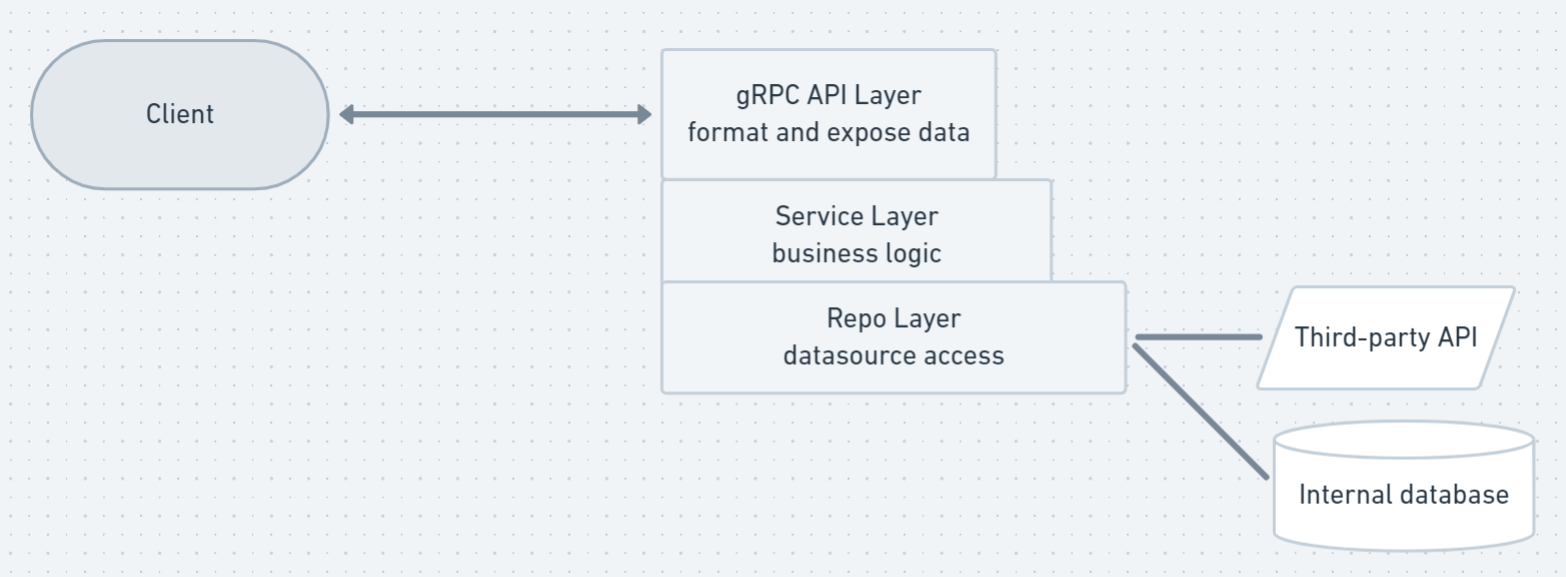 Client
gRPC API Layer
format and expose data
Service Layer
business logic
Repo Layer
datasource access
Third-party API
Internal database